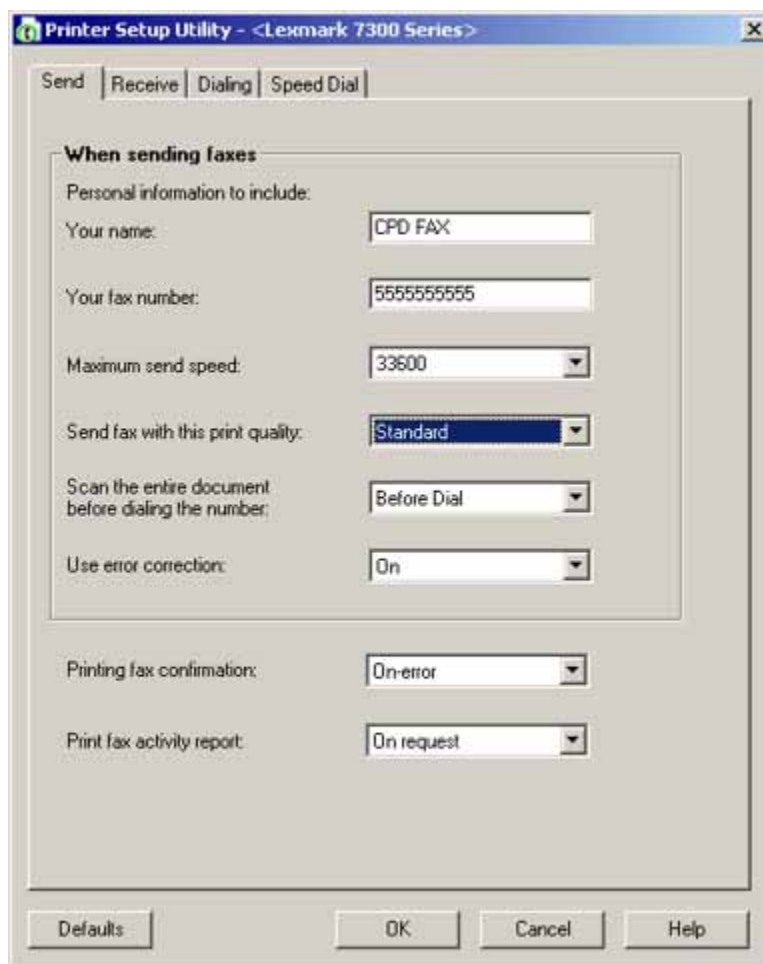 Printer Setup Utility - <Lexmark 7300 Series>
Send Receive Dialing Speed Dial
When sending faxes
Personal information to include:
Your name: CPD FAX
Your fax number: 5555555555
Maximum send speed: 33600
Send fax with this print quality: Standard
Scan the entire document
before dialing the number: Before Dial
Use error correction: On
Printing fax confirmation: On-error
Print fax activity report: On request
Defaults OK Cancel Help